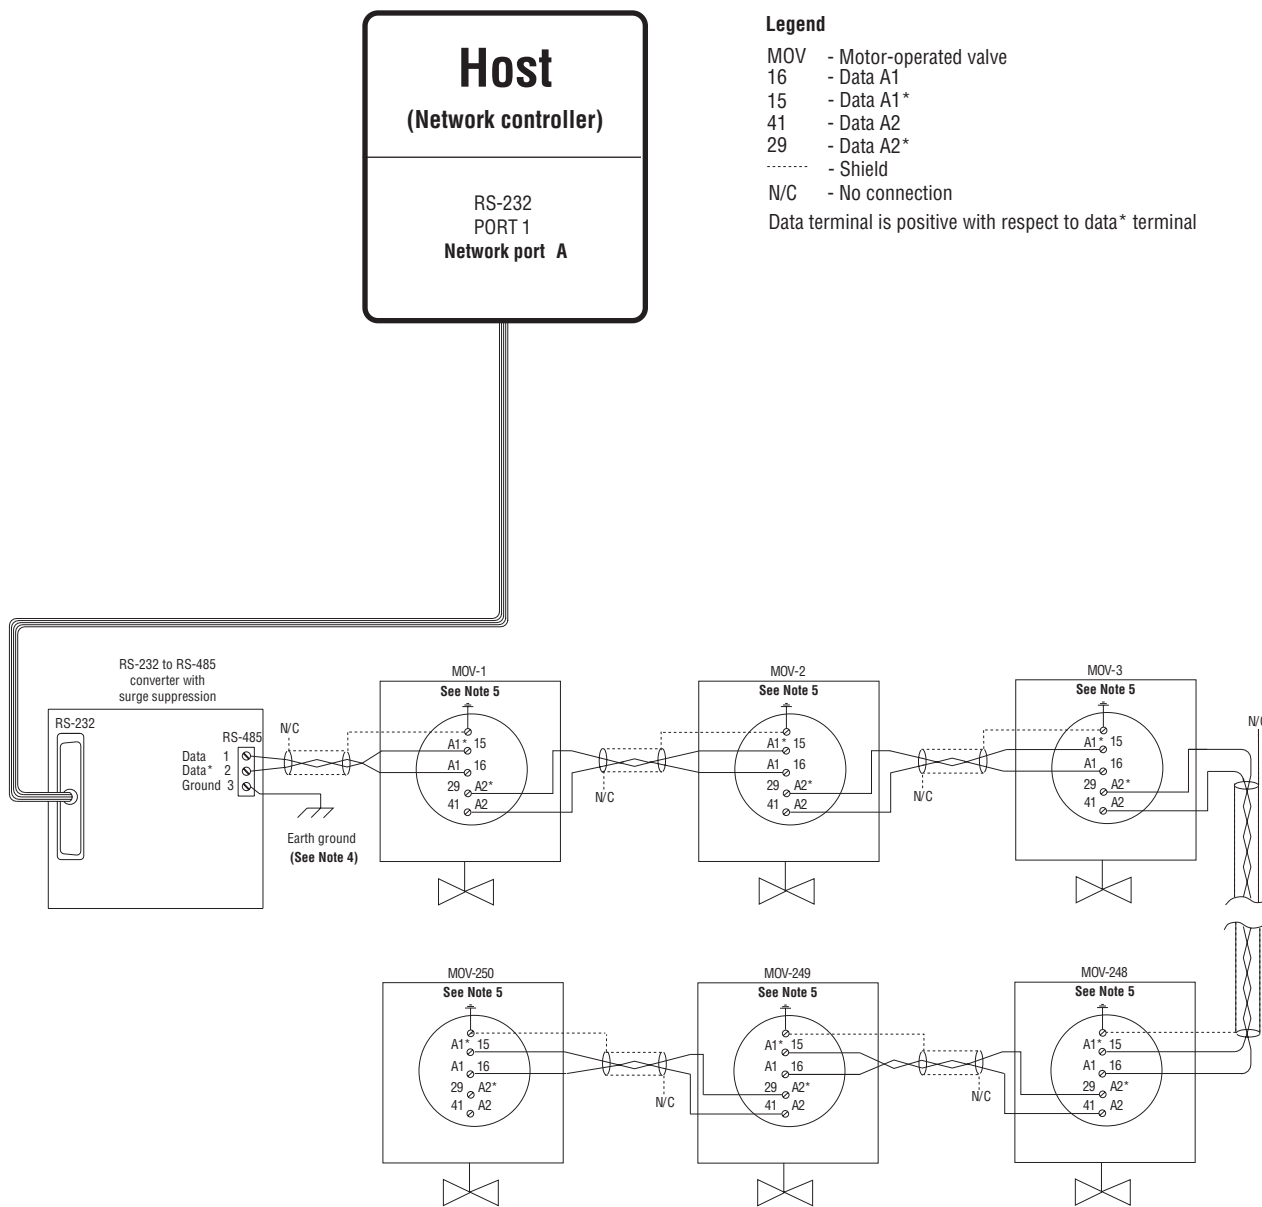 Host
(Network controller)
RS-232
PORT 1
Network port A
Legend
MOV - Motor-operated valve
16 - Data A1
15 - Data A1*
41 - Data A2
29 - Data A2*
- Shield
N/C - No connection
Data terminal is positive with respect to data* terminal
RS-232 to RS-485
converter with
surge suppression
RS-232
RS-485
Data 1
Data* 2
Ground 3
N/C
Earth ground
(See Note 4)
MOV-1
See Note 5
A1* 15
A1 16
29 A2*
41 A2
N/C
MOV-2
See Note 5
A1* 15
A1 16
29 A2*
41 A2
N/C
MOV-3
See Note 5
A1* 15
A1 16
29 A2*
41 A2
N/C
MOV-250
See Note 5
A1* 15
A1 16
29 A2*
41 A2
N/C
MOV-249
See Note 5
A1* 15
A1 16
29 A2*
41 A2
N/C
MOV-248
See Note 5
A1* 15
A1 16
29 A2*
41 A2